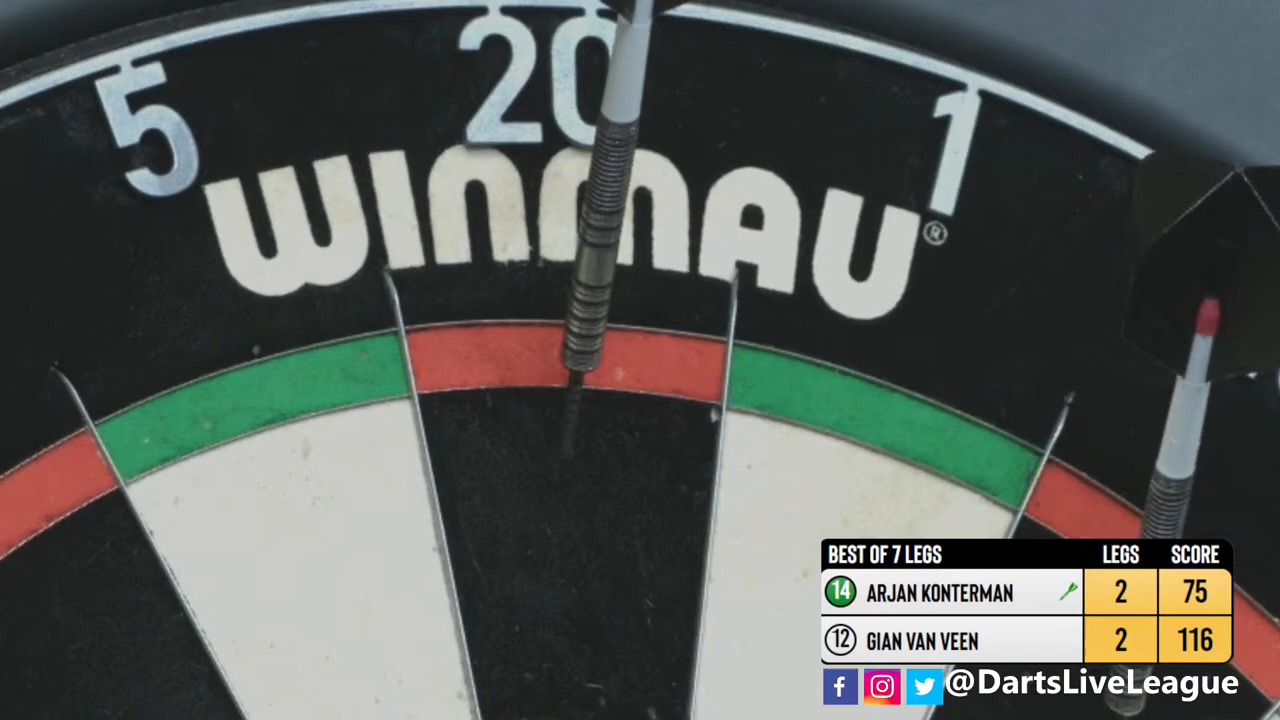 5 20 1
WINMAU®
BEST OF 7 LEGS LEGS SCORE
14 ARJAN KONTERMAN 2 75
12 GIAN VAN VEEN 2 116
@DartsLiveLeague